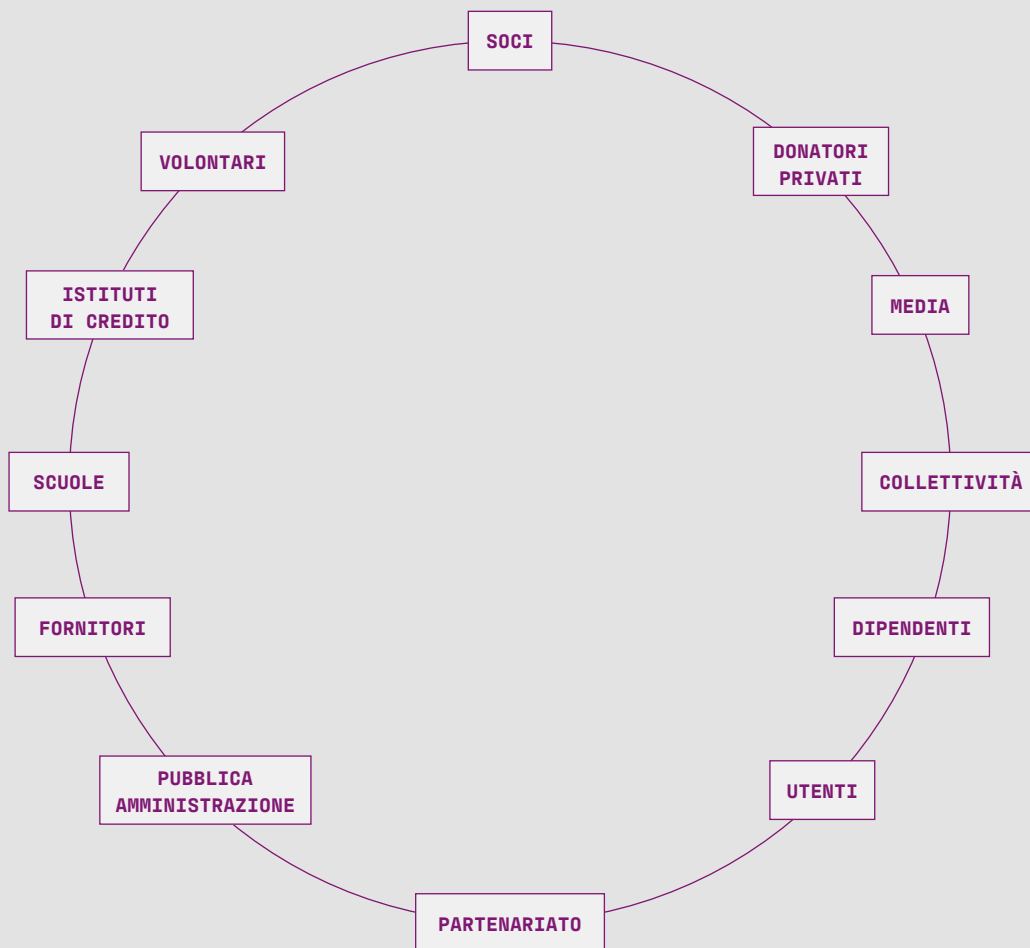 SOCI
VOLONTARI
DONATORI
PRIVATI
ISTITUTI
DI CREDITO
MEDIA
SCUOLE
COLLETTIVITÀ
FORNITORI
DIPENDENTI
PUBBLICA
AMMINISTRAZIONE
UTENTI
PARTENARIATO